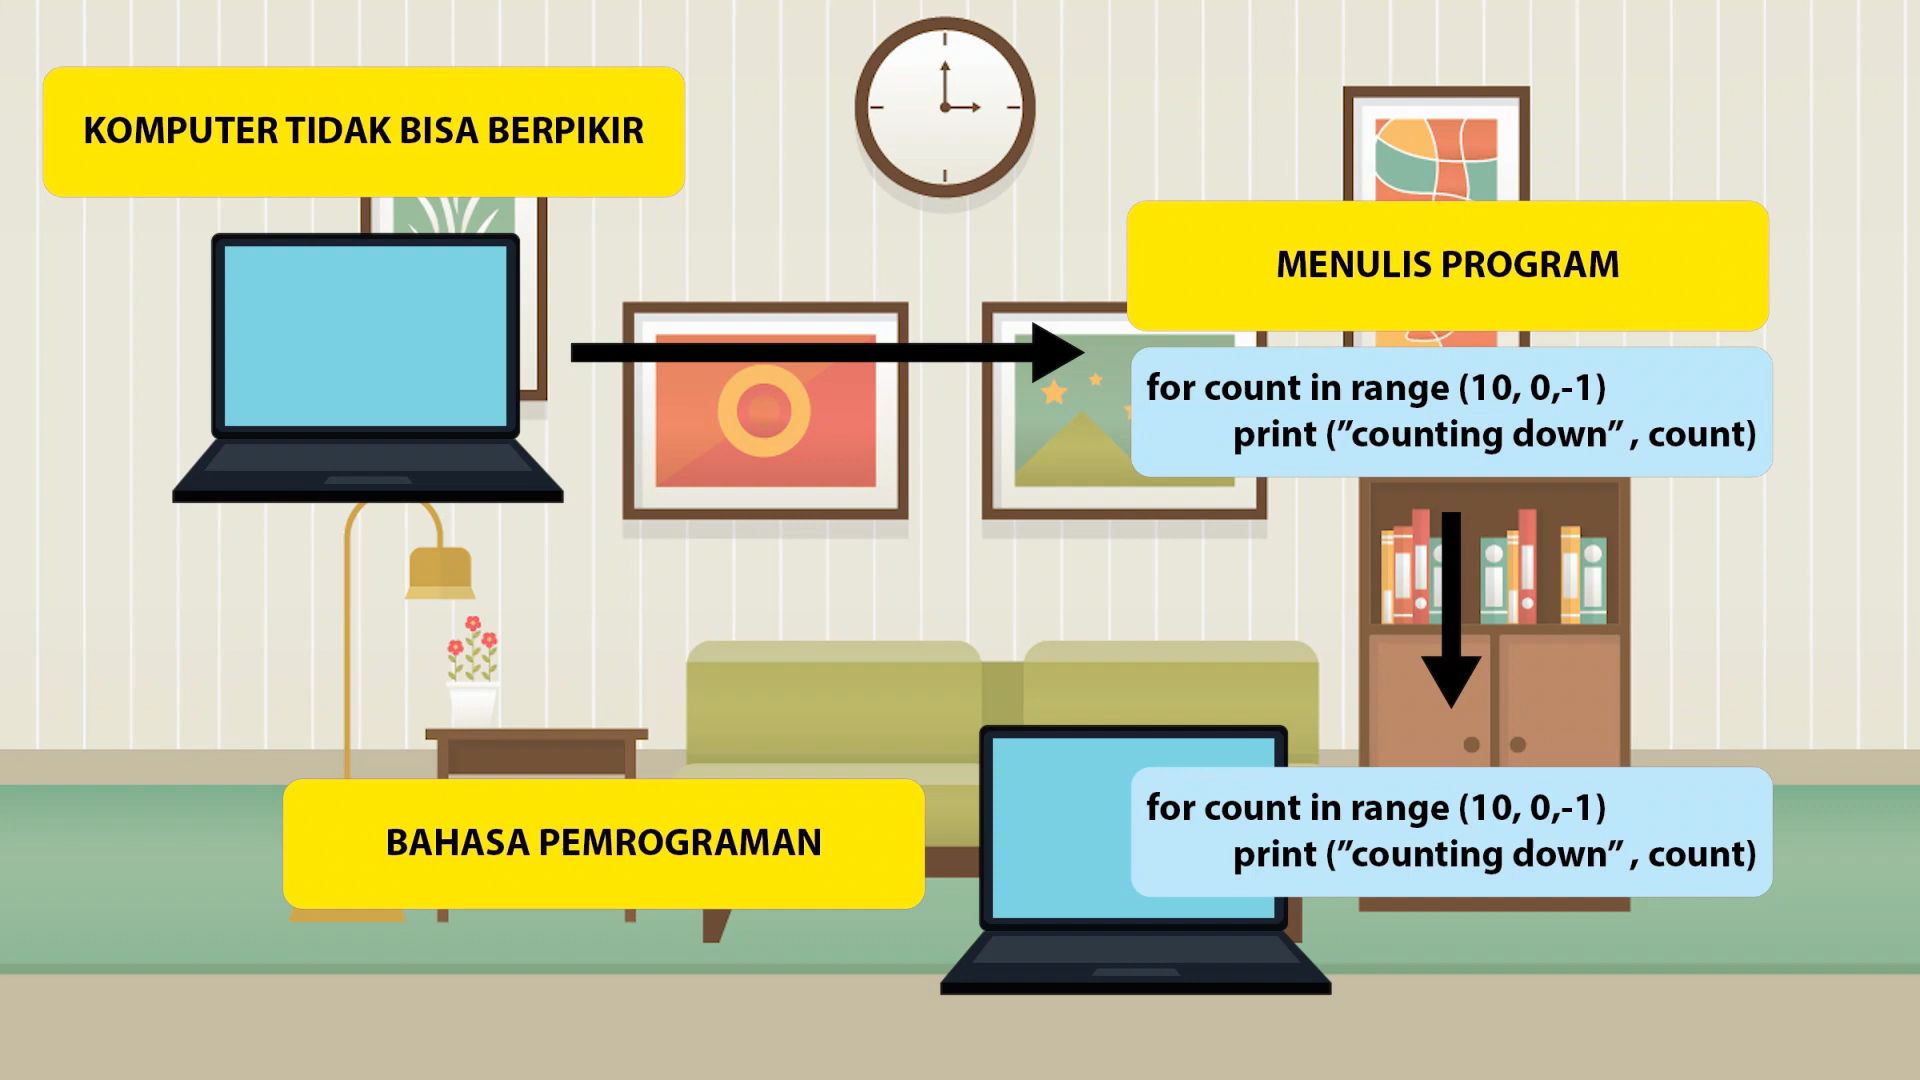 KOMPUTER TIDAK BISA BERPIKIR
MENULIS PROGRAM
for count in range (10, 0,-1)
print (”counting down” , count)
BAHASA PEMROGRAMAN
for count in range (10, 0,-1)
print (”counting down” , count)